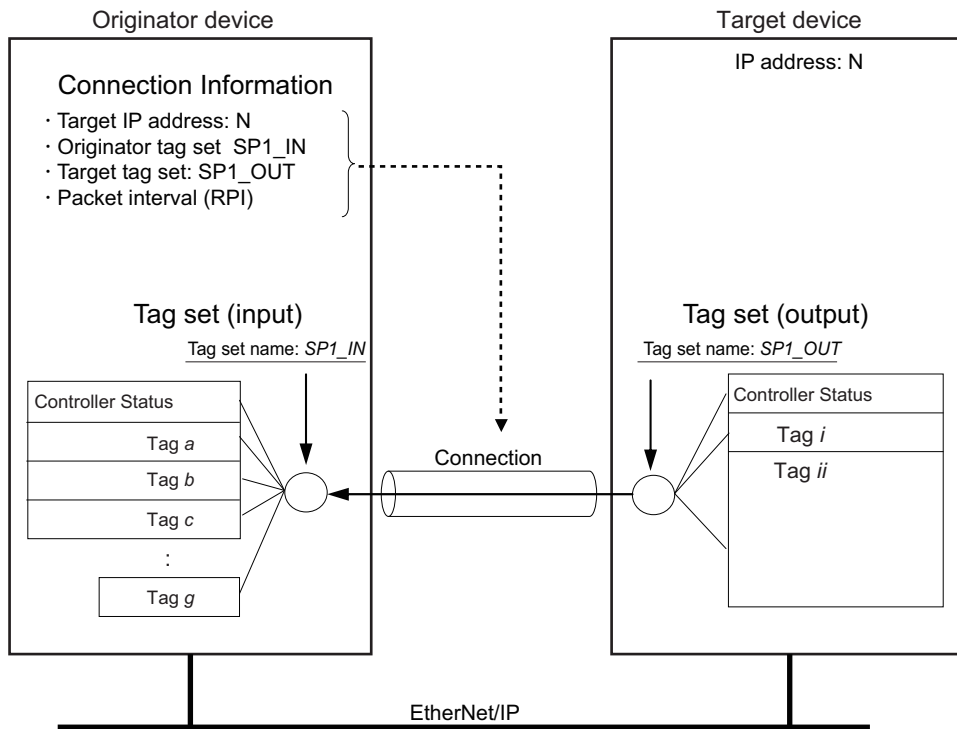 Originator device
Target device
IP address: N
Connection Information
· Target IP address: N
· Originator tag set SP1_IN
· Target tag set: SP1_OUT
· Packet interval (RPI)
Tag set (input)
Tag set name: SP1_IN
Tag set (output)
Tag set name: SP1_OUT
Controller Status
Tag a
Tag b
Tag c
:
Tag g
Connection
Controller Status
Tag i
Tag ii
EtherNet/IP